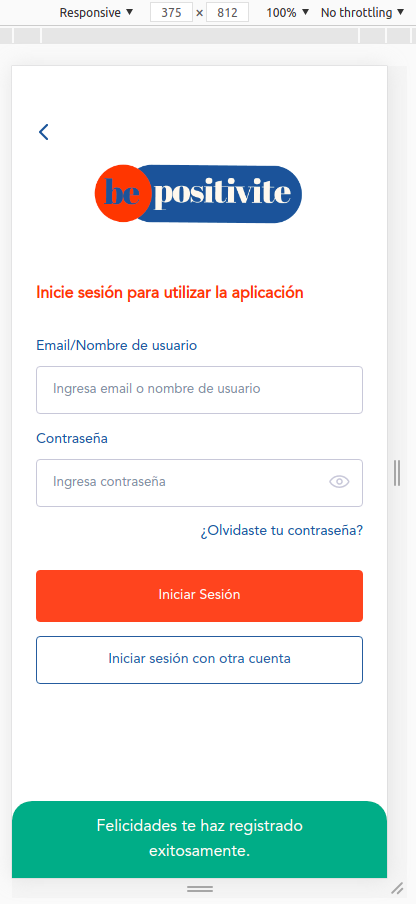 Responsive 375 × 812 100% No throttling
be positivite
Inicie sesión para utilizar la aplicación
Email/Nombre de usuario
Ingresa email o nombre de usuario
Contraseña
Ingresa contraseña
¿Olvidaste tu contraseña?
Iniciar Sesión
Iniciar sesión con otra cuenta
Felicidades te haz registrado
exitosamente.